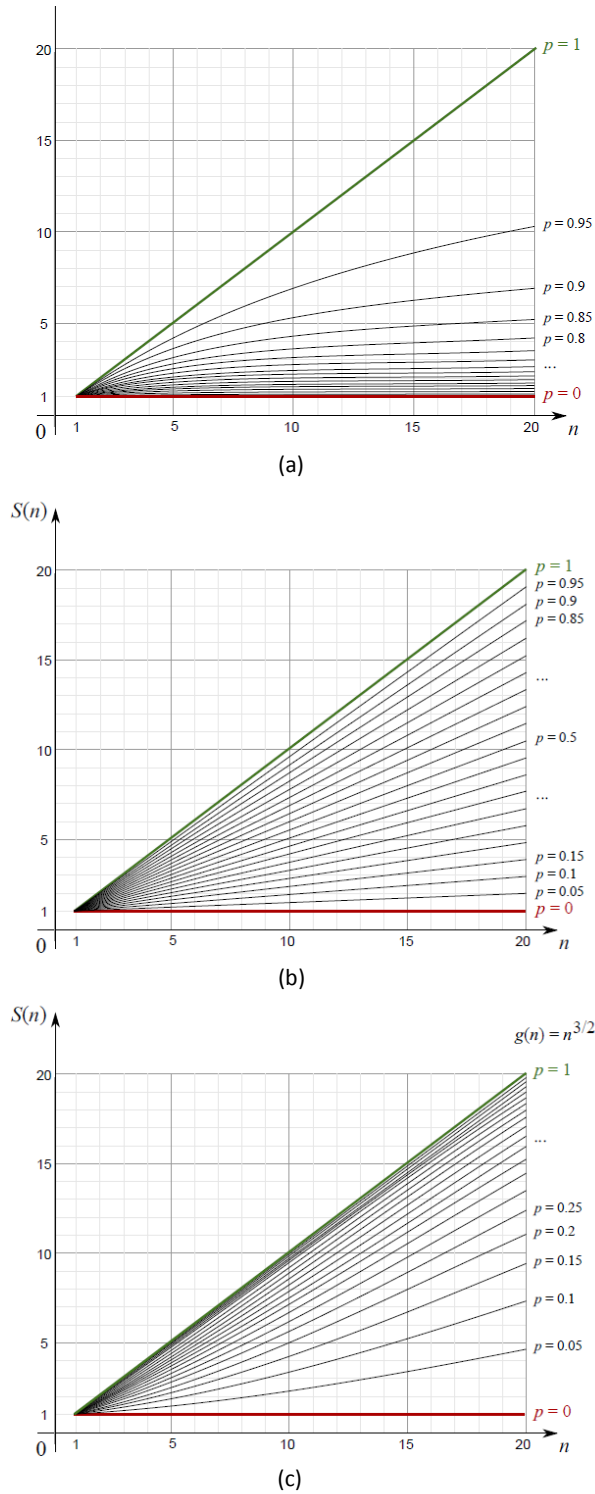 20
p = 1
15
10
p = 0.95
p = 0.9
5
p = 0.85
p = 0.8
...
1
p = 0
0
1
5
10
15
20
n
(a)
S(n)
20
p = 1
p = 0.95
p = 0.9
p = 0.85
15
...
10
p = 0.5
...
5
p = 0.15
p = 0.1
p = 0.05
1
p = 0
0
1
5
10
15
20
n
(b)
S(n)
g(n) = n^{3/2}
20
p = 1
...
15
p = 0.25
10
p = 0.2
p = 0.15
p = 0.1
5
p = 0.05
1
p = 0
0
1
5
10
15
20
n
(c)